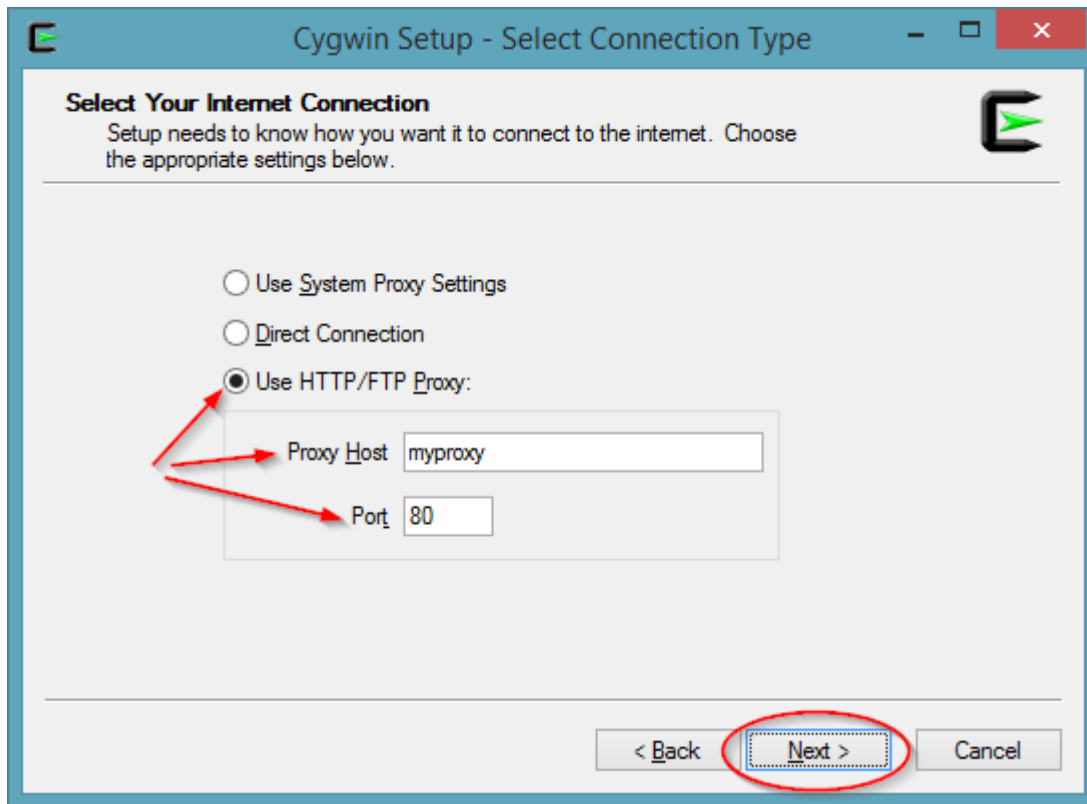 Cygwin Setup - Select Connection Type
Select Your Internet Connection
Setup needs to know how you want it to connect to the internet. Choose
the appropriate settings below.
Use System Proxy Settings
Direct Connection
Use HTTP/FTP Proxy:
Proxy Host myproxy
Port 80
< Back Next > Cancel